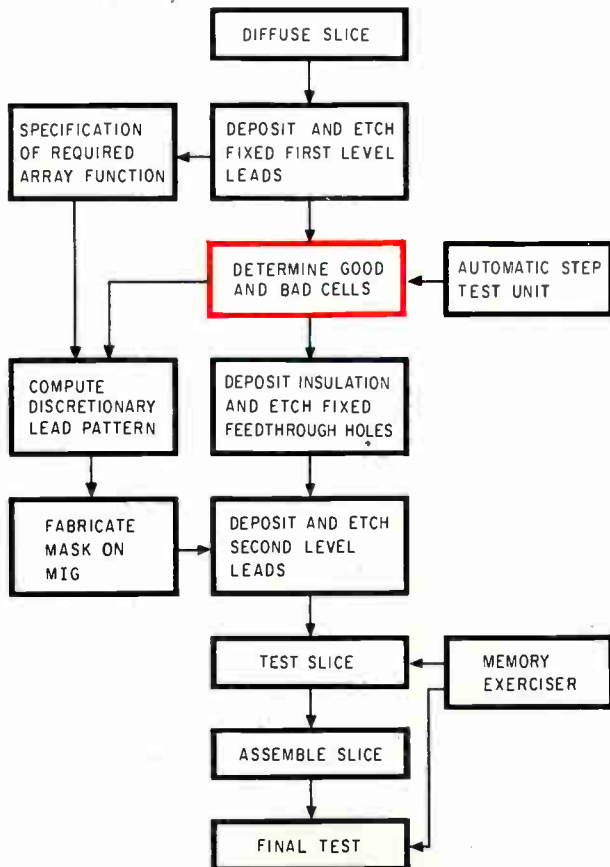 DIFFUSE SLICE
SPECIFICATION
OF REQUIRED
ARRAY FUNCTION
DEPOSIT AND ETCH
FIXED FIRST LEVEL
LEADS
DETERMINE GOOD
AND BAD CELLS
AUTOMATIC STEP
TEST UNIT
COMPUTE
DISCRETIONARY
LEAD PATTERN
DEPOSIT INSULATION
AND ETCH FIXED
FEEDTHROUGH HOLES
FABRICATE
MASK ON
MIG
DEPOSIT AND ETCH
SECOND LEVEL
LEADS
TEST SLICE
MEMORY
EXERCISER
ASSEMBLE SLICE
FINAL TEST